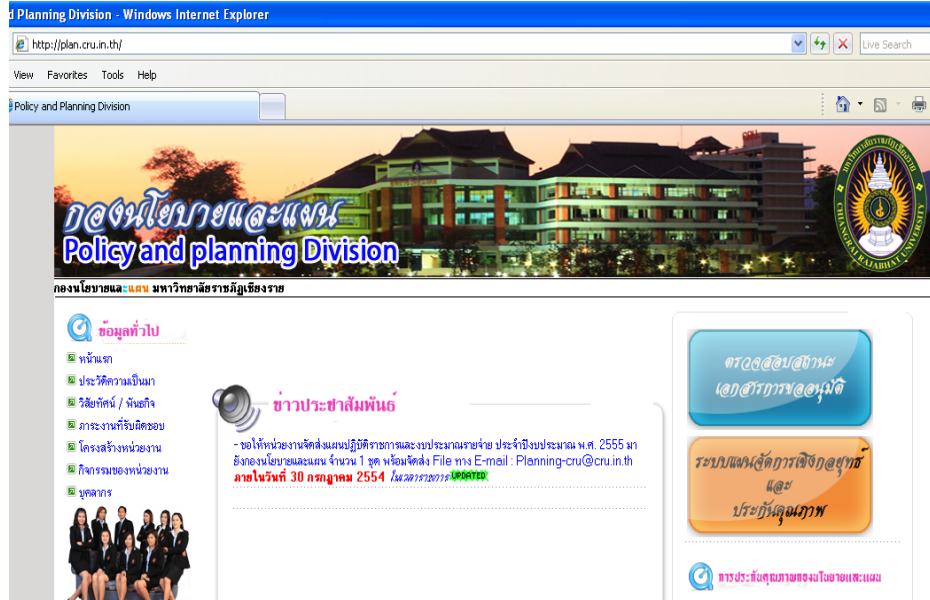 d Planning Division - Windows Internet Explorer
http://plan.cru.in.th/
Live Search
View Favorites Tools Help
Policy and Planning Division
กองนโยบายและแผน
Policy and planning Division
มหาวิทยาลัยราชภัฏเชียงราย
CHIANGRAI RAJABHAT UNIVERSITY
กองนโยบายและแผน มหาวิทยาลัยราชภัฏเชียงราย
ข้อมูลทั่วไป
หน้าแรก
ประวัติความเป็นมา
วิสัยทัศน์ / พันธกิจ
ภาระงานที่รับผิดชอบ
โครงสร้างหน่วยงาน
กิจกรรมของหน่วยงาน
บุคลากร
ข่าวประชาสัมพันธ์
- ขอให้หน่วยงานจัดส่งแผนปฏิบัติราชการและงบประมาณรายจ่าย ประจำปีงบประมาณ พ.ศ. 2555 มา
ยังกองนโยบายและแผน จำนวน 1 ชุด พร้อมจัดส่ง File ทาง E-mail : Planning-cru@cru.in.th
ภายในวันที่ 30 กรกฎาคม 2554 ในเวลาราชการ UPDATED
ตรวจสอบสถานะ
เอกสารการขออนุมัติ
ระบบแผนจัดการเชิงกลยุทธ์
และ
ประกันคุณภาพ
การประกันคุณภาพกองนโยบายและแผน